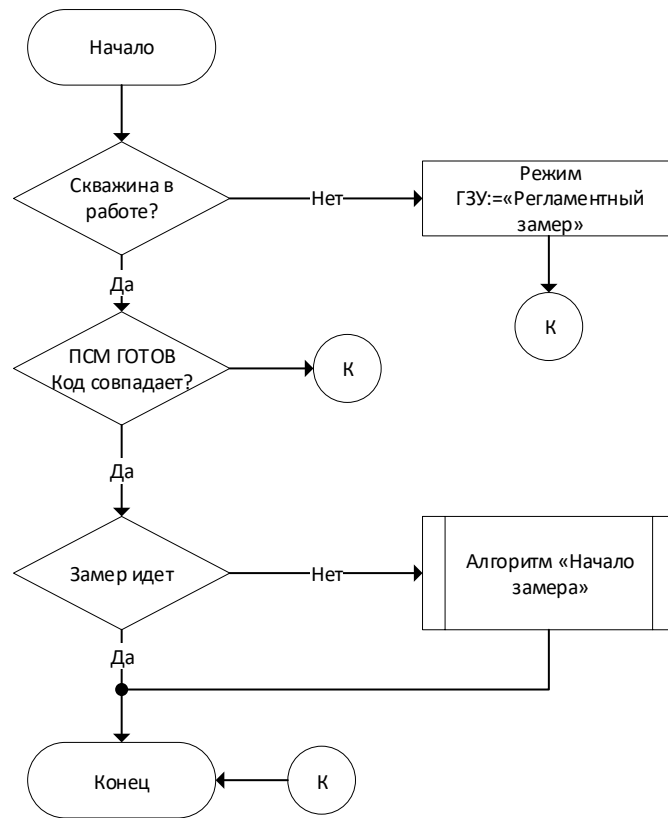 Начало
Скважина в
работе?
Нет
Режим
ГЗУ:=«Регламентный
замер»
Да
К
ПСМ ГОТОВ
Код совпадает?
К
Да
Замер идет
Нет
Алгоритм «Начало
замера»
Да
Конец
К